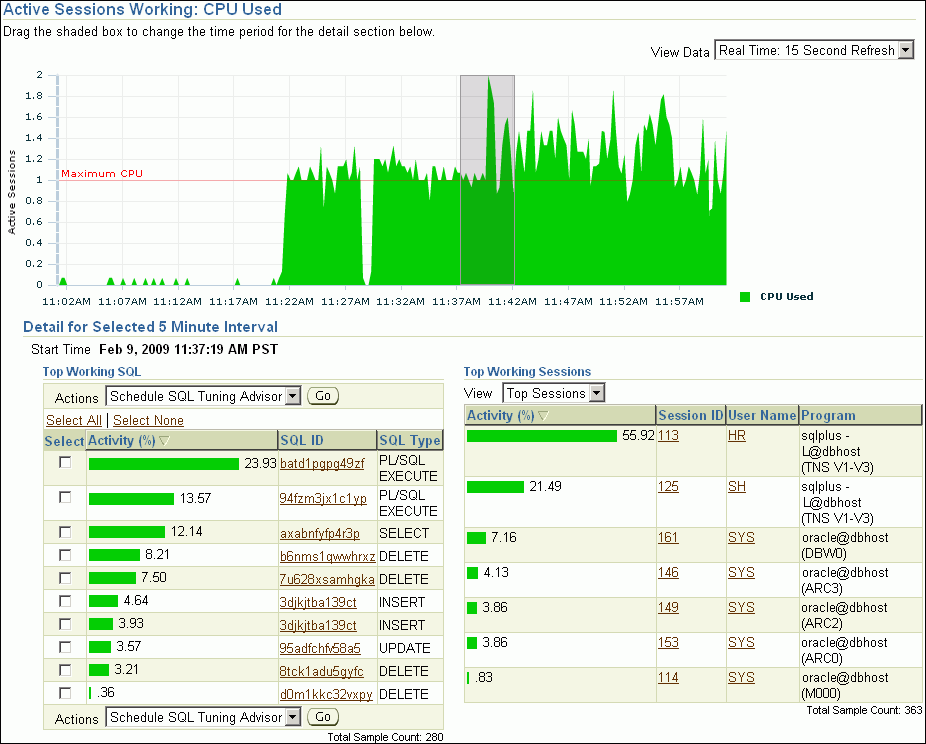 Active Sessions Working: CPU Used
Drag the shaded box to change the time period for the detail section below.
View Data Real Time: 15 Second Refresh
2
1.8
1.6
1.4
1.2
1
0.8
0.6
0.4
0.2
0
Active Sessions
Maximum CPU
11:02AM 11:07AM 11:12AM 11:17AM 11:22AM 11:27AM 11:32AM 11:37AM 11:42AM 11:47AM 11:52AM 11:57AM
CPU Used
Detail for Selected 5 Minute Interval
Start Time Feb 9, 2009 11:37:19 AM PST
Top Working SQL
Actions Schedule SQL Tuning Advisor Go
Select All | Select None
Select Activity (%) SQL ID SQL Type
23.93 batd1pgpg49zf PL/SQL
EXECUTE
13.57 94fzm3jx1c1yp PL/SQL
EXECUTE
12.14 axabnfyfp4r3p SELECT
8.21 b6nms1qwwhrxz DELETE
7.50 7u628xsamhgka DELETE
4.64 3djkjtba139ct INSERT
3.93 3djkjtba139ct INSERT
3.57 95adfchfv58a5 UPDATE
3.21 8tck1adu5gyfc DELETE
.36 d0m1kkc32vxpy DELETE
Actions Schedule SQL Tuning Advisor Go
Total Sample Count: 280
Top Working Sessions
View Top Sessions
Activity (%) Session ID User Name Program
55.92 113 HR sqlplus -
L@dbhost
(TNS V1-V3)
21.49 125 SH sqlplus -
L@dbhost
(TNS V1-V3)
7.16 161 SYS oracle@dbhost
(DBW0)
4.13 146 SYS oracle@dbhost
(ARC3)
3.86 149 SYS oracle@dbhost
(ARC2)
3.86 153 SYS oracle@dbhost
(ARC0)
.83 114 SYS oracle@dbhost
(M000)
Total Sample Count: 363